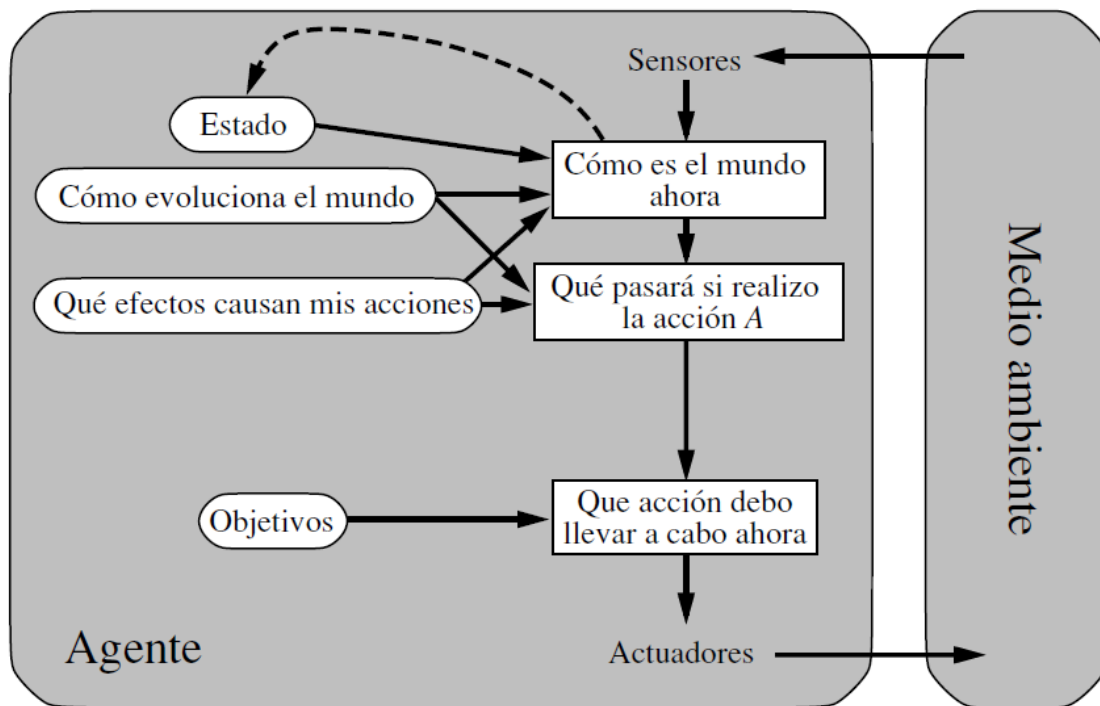 Sensores
Estado
Cómo es el mundo
ahora
Cómo evoluciona el mundo
Qué efectos causan mis acciones
Qué pasará si realizo
la acción A
Objetivos
Que acción debo
llevar a cabo ahora
Agente
Actuadores
Medio ambiente